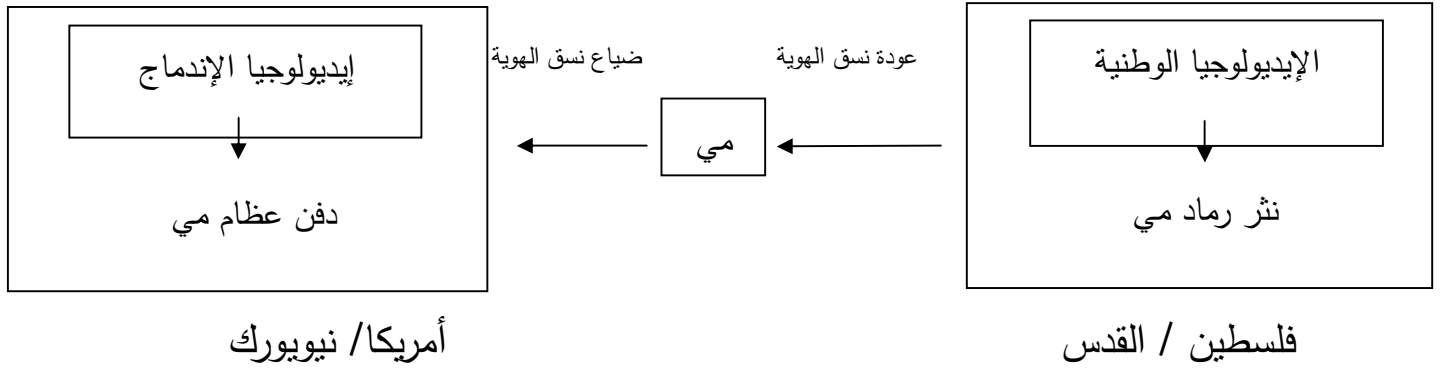 الإيديولوجيا الوطنية
نثر رماد مي
فلسطين / القدس
عودة نسق الهوية
مي
ضياع نسق الهوية
إيديولوجيا الإندماج
دفن عظام مي
أمريكا/ نيويورك